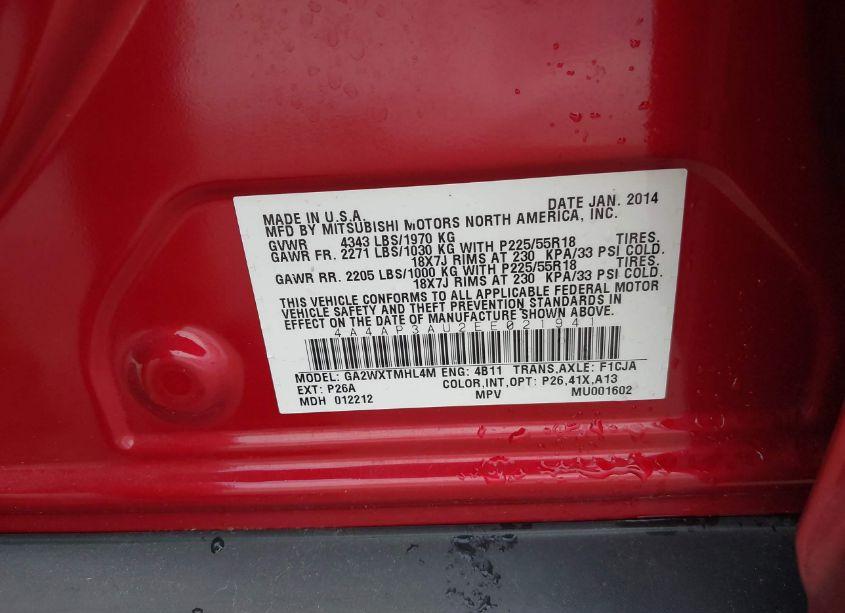 MADE IN U.S.A. DATE JAN. 2014
MFD BY MITSUBISHI MOTORS NORTH AMERICA, INC.
GVWR 4343 LBS/1970 KG
GAWR FR. 2271 LBS/1030 KG WITH P225/55R18 TIRES.
18X7J RIMS AT 230 KPA/33 PSI COLD.
GAWR RR. 2205 LBS/1000 KG WITH P225/55R18 TIRES.
18X7J RIMS AT 230 KPA/33 PSI COLD.
THIS VEHICLE CONFORMS TO ALL APPLICABLE FEDERAL MOTOR
VEHICLE SAFETY AND THEFT PREVENTION STANDARDS IN
EFFECT ON THE DATE OF MANUFACTURE SHOWN ABOVE.
4A4AP3AU2EE021941
MODEL: GA2WXTMHL4M ENG: 4B11 TRANS,AXLE: F1CJA
EXT: P26A COLOR,INT,OPT: P26,41X,A13
MDH 012212 MPV MU001602